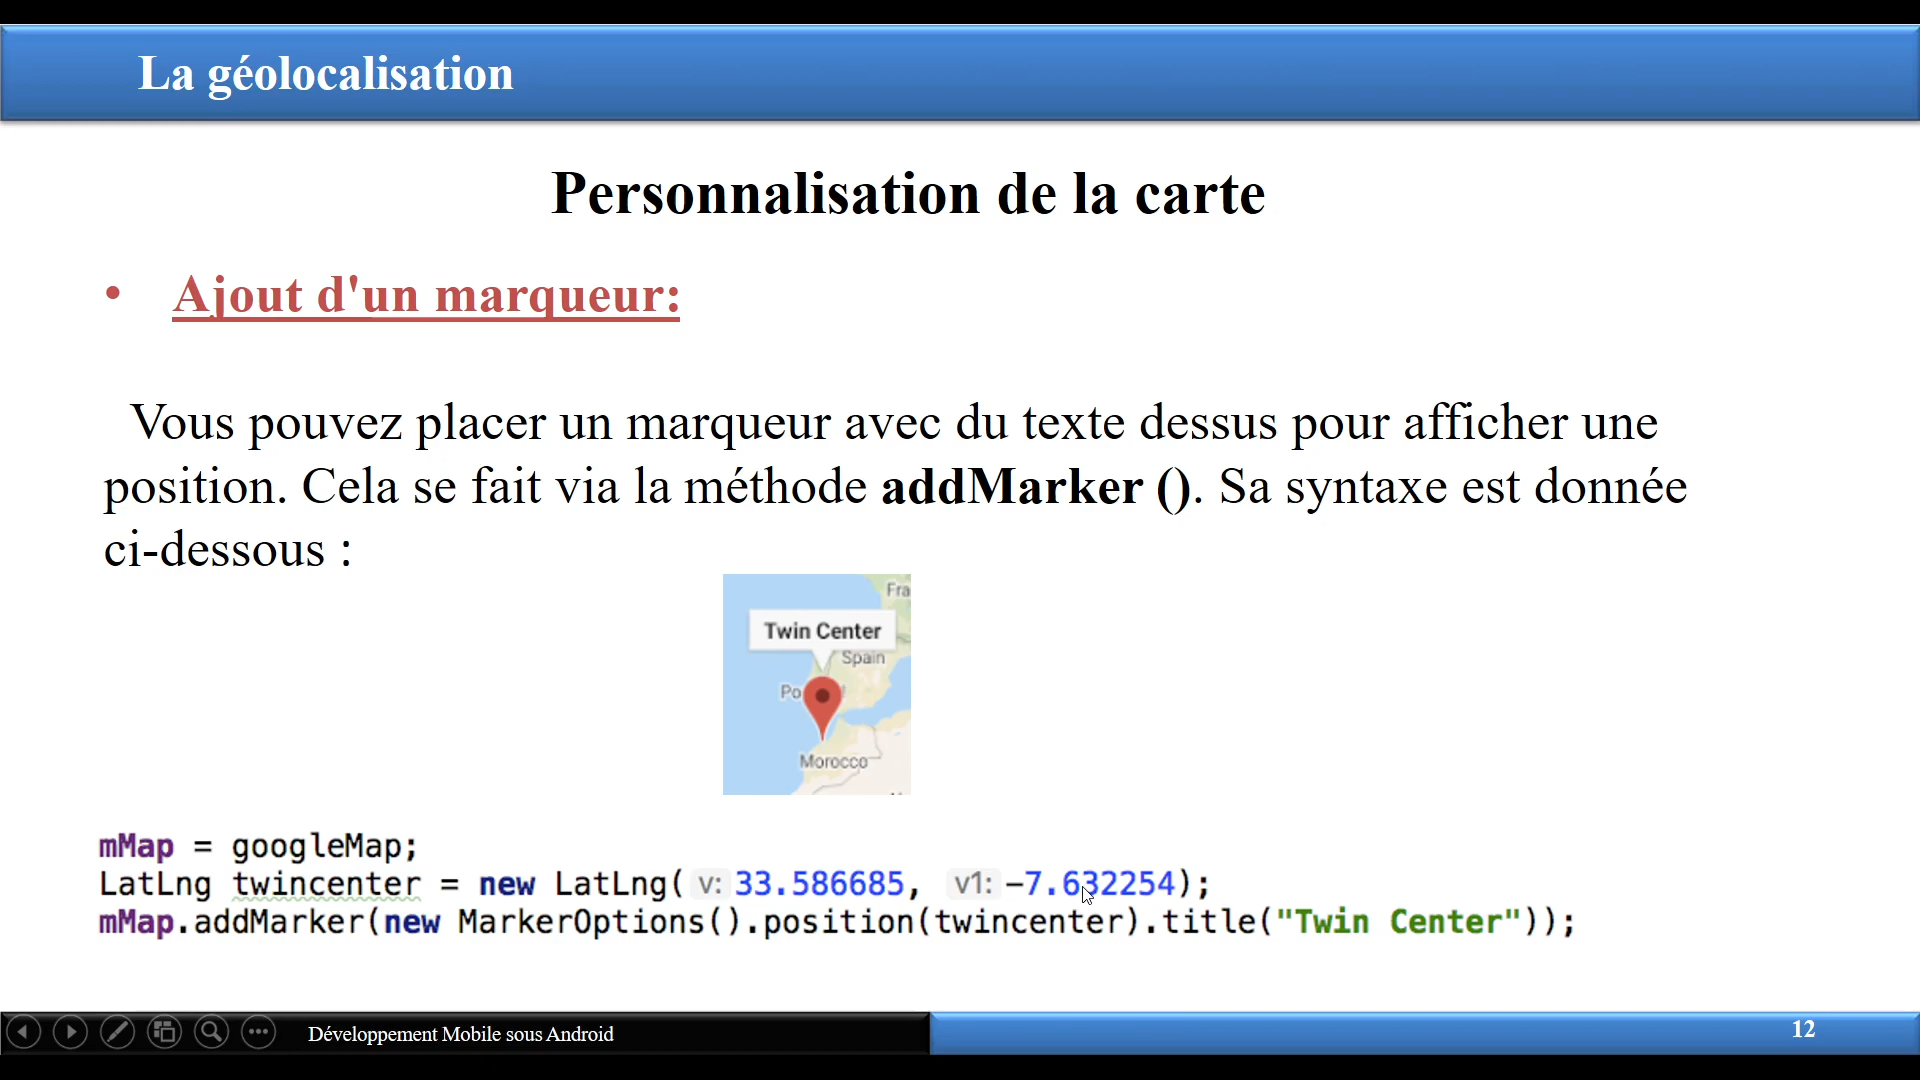 La géolocalisation
Personnalisation de la carte
• Ajout d'un marqueur:
Vous pouvez placer un marqueur avec du texte dessus pour afficher une
position. Cela se fait via la méthode addMarker (). Sa syntaxe est donnée
ci-dessous :
Fra
Twin Center
Spain
Po
Morocco
mMap = googleMap;
LatLng twincenter = new LatLng( v: 33.586685, v1: -7.632254);
mMap.addMarker(new MarkerOptions().position(twincenter).title("Twin Center"));
Développement Mobile sous Android
12